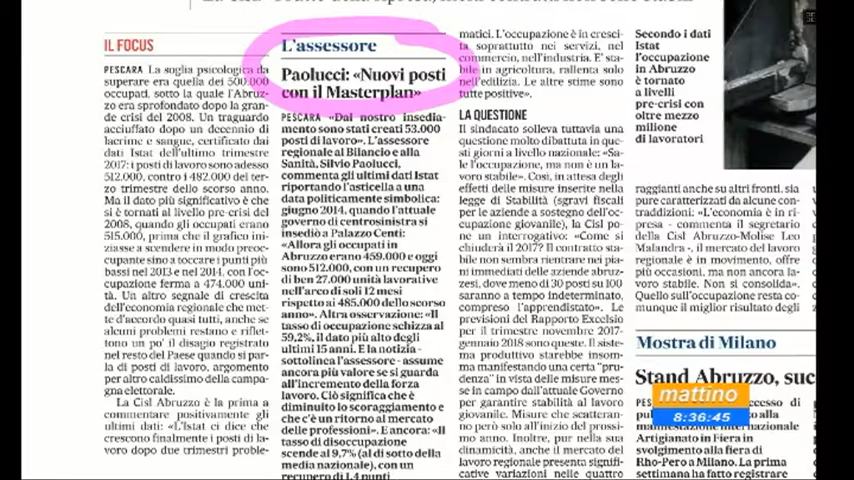 IL FOCUS
PESCARA La soglia psicologica da
superare era quella dei 500.000
occupati, sotto la quale l'Abruz-
zo era sprofondato dopo la gran-
de crisi del 2008. Un traguardo
acciuffato dopo un decennio di
lacrime e sangue, certificato dai
dati Istat dell'ultimo trimestre
2017: i posti di lavoro sono adesso
512.000, contro i 482.000 del ter-
zo trimestre dello scorso anno.
Ma il dato più significativo è che
si è tornati al livello pre-crisi del
2008, quando gli occupati erano
515.000, prima che il grafico ini-
ziasse a scendere in modo preoc-
cupante sino a toccare i punti più
bassi nel 2013 e nel 2014, con l'oc-
cupazione ferma a 474.000 uni-
tà. Un altro segnale di crescita
dell'economia regionale che met-
te d'accordo quasi tutti, anche se
alcuni problemi restano e riflet-
tono un po' il disagio registrato
nel resto del Paese quando si par-
la di posti di lavoro, argomento
per altro caldissimo della campa-
gna elettorale.
La Cisl Abruzzo è la prima a
commentare positivamente gli
ultimi dati: «L'Istat ci dice che
crescono finalmente i posti di la-
voro dopo due trimestri proble-
L'assessore
Paolucci: «Nuovi posti
con il Masterplan»
PESCARA «Dal nostro insedia-
mento sono stati creati 53.000
posti di lavoro». L'assessore
regionale al Bilancio e alla
Sanità, Silvio Paolucci,
commenta gli ultimi dati Istat
riportando l'asticella a una
data politicamente simbolica:
giugno 2014, quando l'attuale
governo di centrosinistra si
insediò a Palazzo Centi:
«Allora gli occupati in
Abruzzo erano 459.000 e oggi
sono 512.000, con un recupero
di ben 27.000 unità lavorative
nell'arco di soli 12 mesi
rispetto ai 485.000 dello scorso
anno». Altra osservazione: «Il
tasso di occupazione schizza al
59,2%, il dato più alto degli
ultimi 15 anni. E la notizia -
sottolinea l'assessore - assume
ancora più valore se si guarda
all'incremento della forza
lavoro. Ciò significa che è
diminuito lo scoraggiamento e
che c'è un ritorno al mercato
delle professioni». E ancora: «Il
tasso di disoccupazione
scende al 9,7% (al di sotto della
media nazionale), con un
recupero di 1,4 punti
matici. L'occupazione è in cresci-
ta soprattutto nei servizi, nel
commercio, nell'industria. E' sta-
bile in agricoltura, rallenta solo
nell'edilizia. Le altre stime sono
tutte positive».
LA QUESTIONE
Il sindacato solleva tuttavia una
questione molto dibattuta in que-
sti giorni a livello nazionale: «Sa-
le l'occupazione, ma non è un la-
voro stabile». Così, in attesa degli
effetti delle misure inserite nella
legge di Stabilità (sgravi fiscali
per le aziende a sostegno dell'oc-
cupazione giovanile), la Cisl po-
ne un interrogativo: «Come si
chiuderà il 2017? Il contratto sta-
bile non sembra rientrare nei pia-
ni immediati delle aziende abruz-
zesi, dove meno di 30 posti su 100
saranno a tempo indeterminato,
compreso l'apprendistato». Le
previsioni del Rapporto Excelsio
per il trimestre novembre 2017-
gennaio 2018 sono queste. Il siste-
ma produttivo starebbe insom-
ma manifestando una certa "pru-
denza" in vista delle misure mes-
se in campo dall'attuale Governo
per garantire stabilità al lavoro
giovanile. Misure che scatteran-
no però solo all'inizio del prossi-
mo anno. Inoltre, pur nella sua
dinamicità, anche il mercato del
lavoro regionale presenta signifi-
cative variazioni nelle quattro
Secondo i dati
Istat
l'occupazione
in Abruzzo
è tornato
a livelli
pre-crisi con
oltre mezzo
milione
di lavoratori
raggianti anche su altri fronti, sia
pure caratterizzati da alcune con-
traddizioni: «L'economia è in ri-
presa - commenta il segretario
della Cisl Abruzzo-Molise Leo
Malandra -, il mercato del lavoro
regionale è in movimento, offre
più occasioni, ma non ancora la-
voro stabile. Non si consolida».
Quello sull'occupazione resta co-
munque il miglior risultato degli
Mostra di Milano
Stand Abruzzo, suc
mattino
8:36:45
Artigianato in Fiera in
svolgimento alla fiera di
Rho-Pero a Milano. La prima
settimana ha fatto registrare